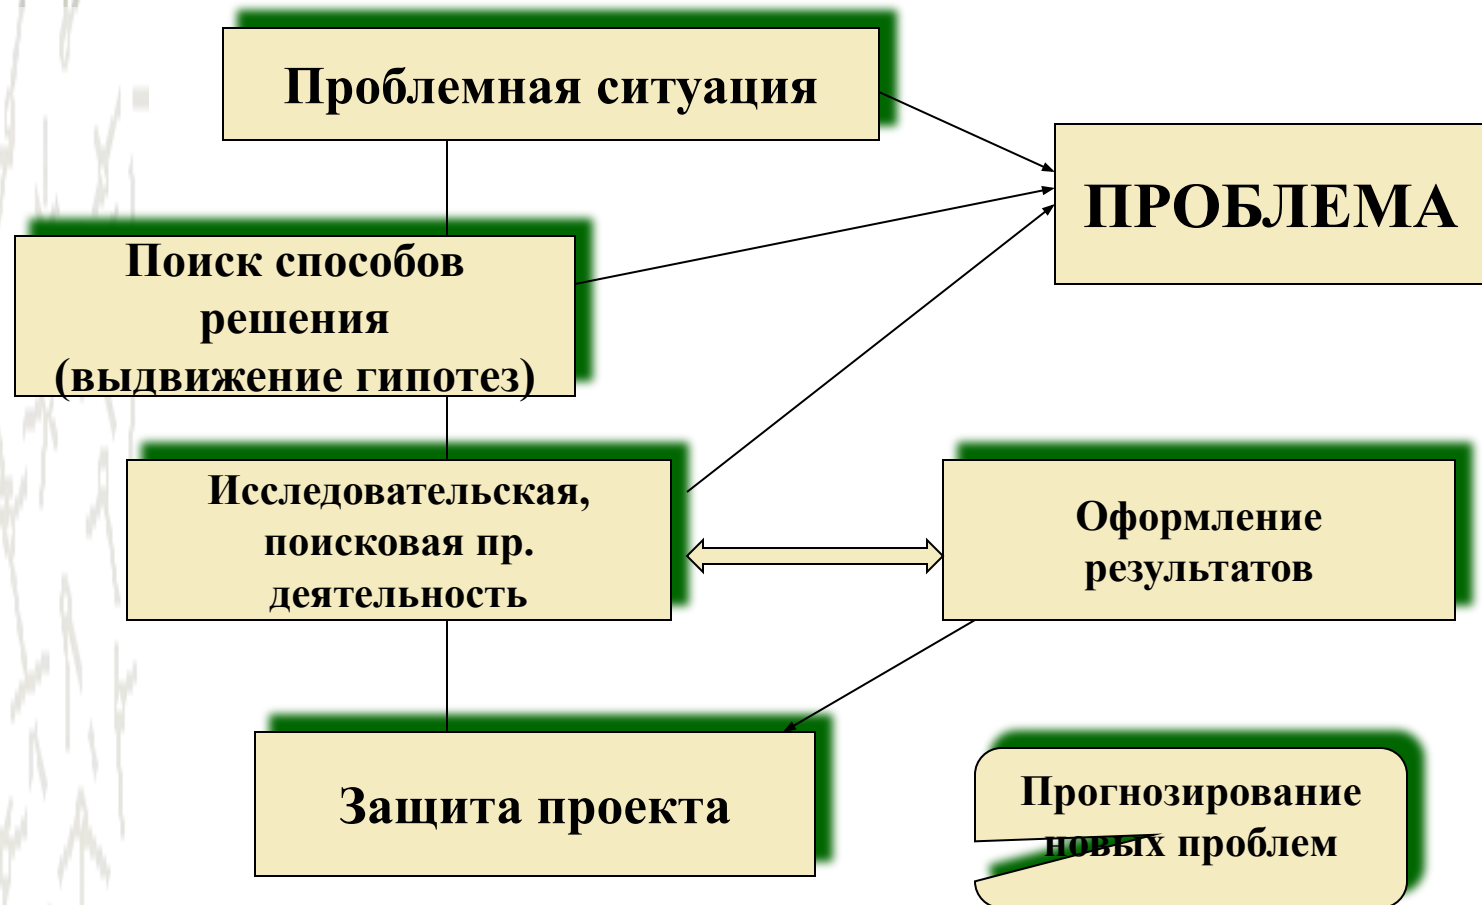 Проблемная ситуация
ПРОБЛЕМА
Поиск способов
решения
(выдвижение гипотез)
Исследовательская,
поисковая пр.
деятельность
Оформление
результатов
Защита проекта
Прогнозирование
новых проблем